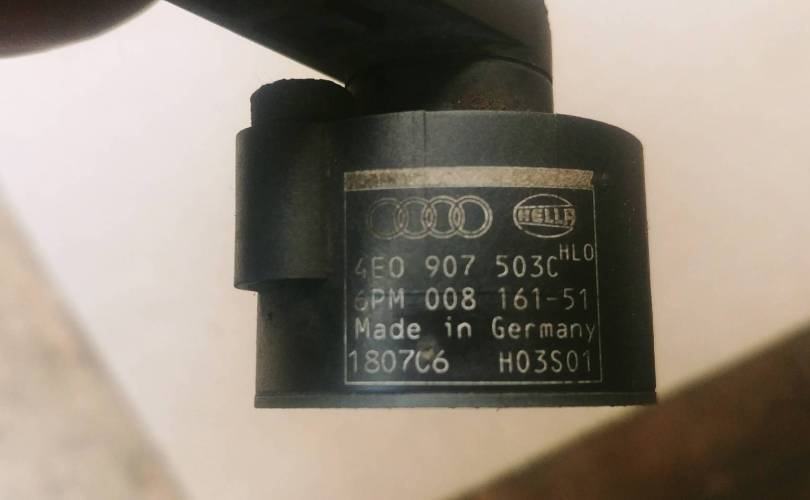 HELLA
4E0 907 503C HLO
6PM 008 161-51
Made in Germany
1807C6 H03S01